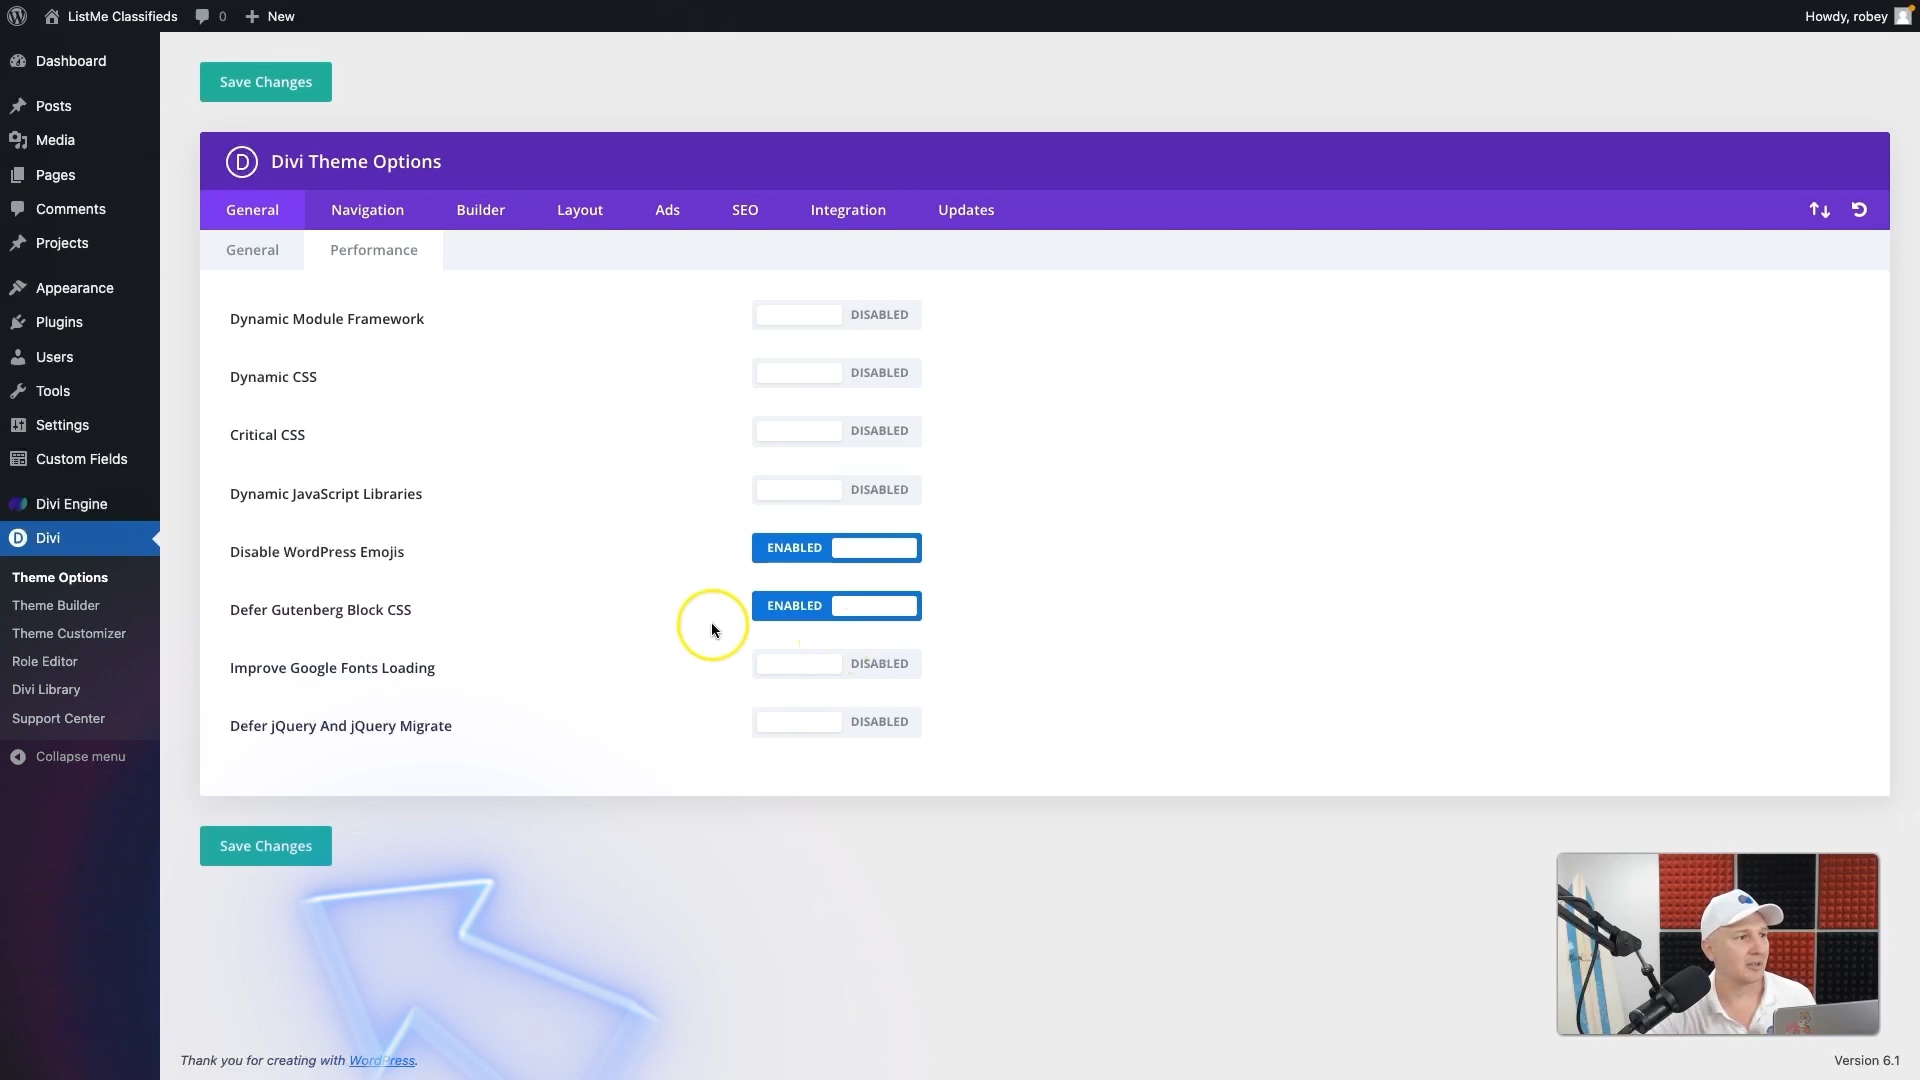 ListMe Classifieds 0 New Howdy, robey
Dashboard
Posts
Media
Pages
Comments
Projects
Appearance
Plugins
Users
Tools
Settings
Custom Fields
Divi Engine
Divi
Theme Options
Theme Builder
Theme Customizer
Role Editor
Divi Library
Support Center
Collapse menu
Save Changes
D Divi Theme Options
General Navigation Builder Layout Ads SEO Integration Updates
General Performance
Dynamic Module Framework DISABLED
Dynamic CSS DISABLED
Critical CSS DISABLED
Dynamic JavaScript Libraries DISABLED
Disable WordPress Emojis ENABLED
Defer Gutenberg Block CSS ENABLED
Improve Google Fonts Loading DISABLED
Defer jQuery And jQuery Migrate DISABLED
Save Changes
Thank you for creating with WordPress. Version 6.1